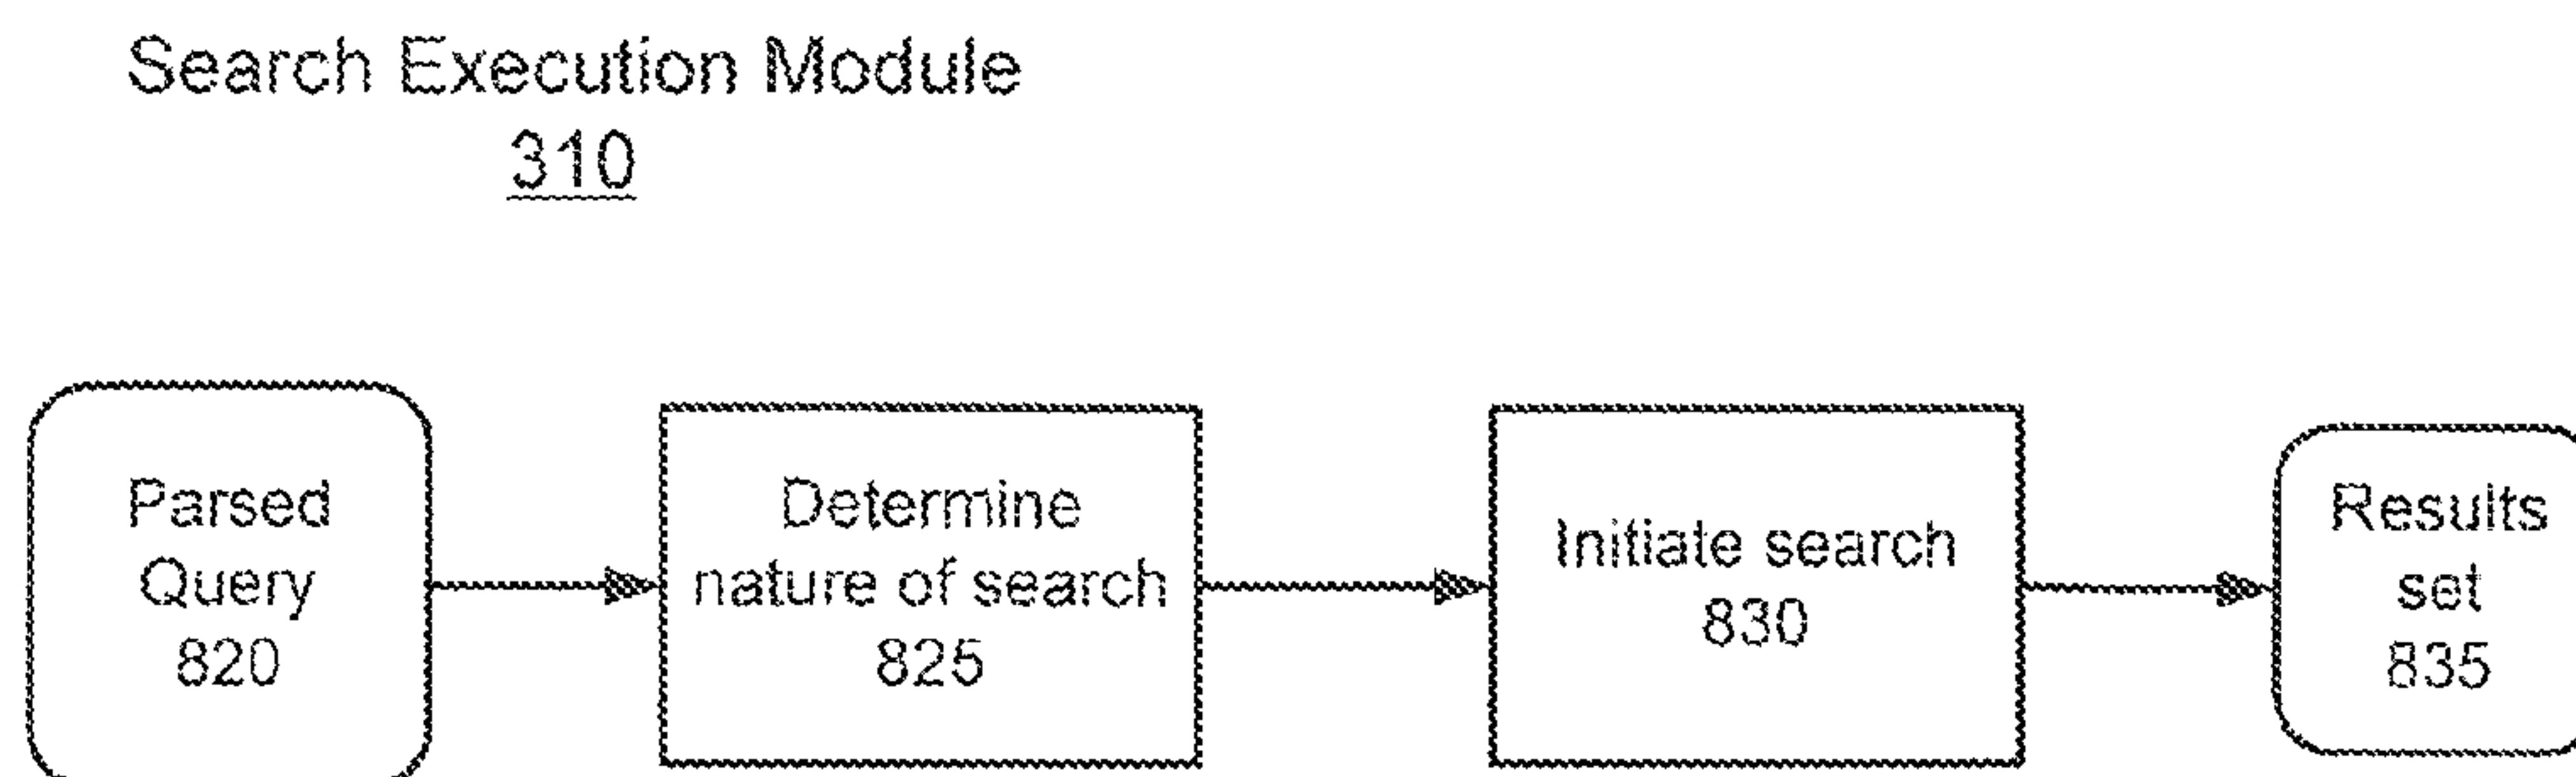 Search Execution Module
310
Parsed
Query
820
Determine
nature of search
825
Initiate search
830
Results
set
835